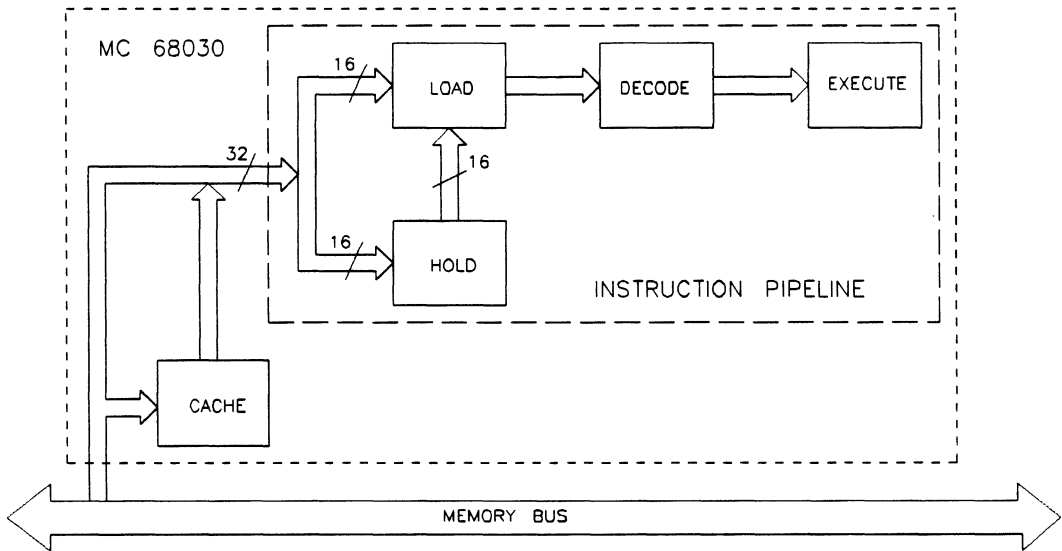 MC 68030
16
LOAD
DECODE
EXECUTE
32
16
16
HOLD
INSTRUCTION PIPELINE
CACHE
MEMORY BUS